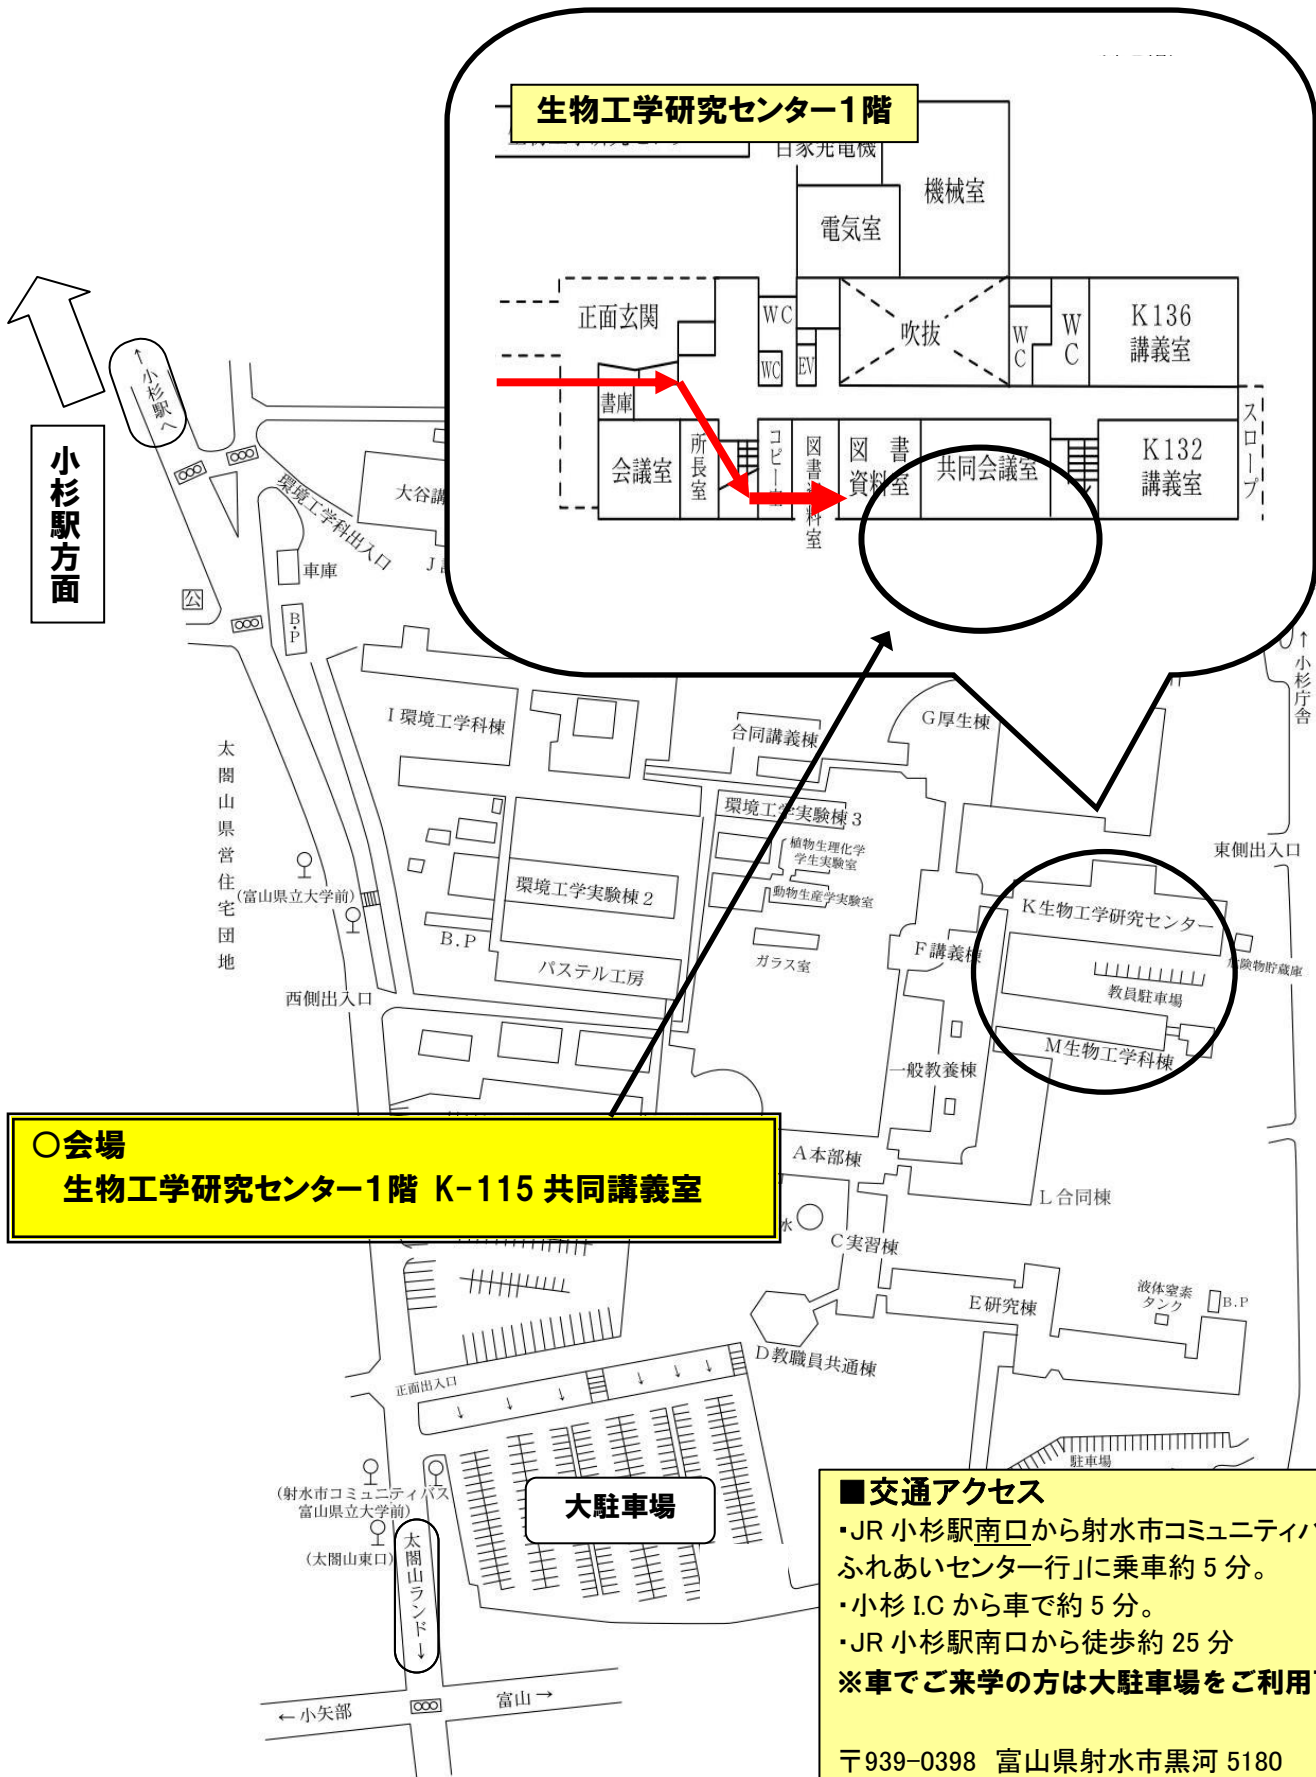 生物工学研究センター1階
自家発電機
機械室
電気室
正面玄関
WC
WC
EV
吹抜
WC
WC
K136
講義室
書庫
会議室
所長室
コピー室
図書資料室
図書
資料室
共同会議室
K132
講義室
スロープ
↑小杉駅へ
小杉駅方面
環境工学科出入口
大谷講
J
車庫
公
B.P
↑小杉庁舎
I 環境工学科棟
合同講義棟
G厚生棟
太閤山県営住宅団地
環境工学実験棟3
植物生理化学
学生実験室
動物生産学実験室
東側出入口
(富山県立大学前)
環境工学実験棟2
B.P
パステル工房
ガラス室
F講義棟
K生物工学研究センター
危険物貯蔵庫
教員駐車場
西側出入口
一般教養棟
M生物工学科棟
○会場
生物工学研究センター1階 K-115 共同講義室
A本部棟
L合同棟
水
C実習棟
E研究棟
液体窒素
タンク
B.P
D教職員共通棟
正面出入口
駐車場
(射水市コミュニティバス
富山県立大学前)
(太閤山東口)
太閤山ランド↓
大駐車場
←小矢部
富山→
■交通アクセス
・JR 小杉駅南口から射水市コミュニティバ
ふれあいセンター行」に乗車約 5 分。
・小杉 I.C から車で約 5 分。
・JR 小杉駅南口から徒歩約 25 分
※車でご来学の方は大駐車場をご利用
〒939-0398 富山県射水市黒河 5180